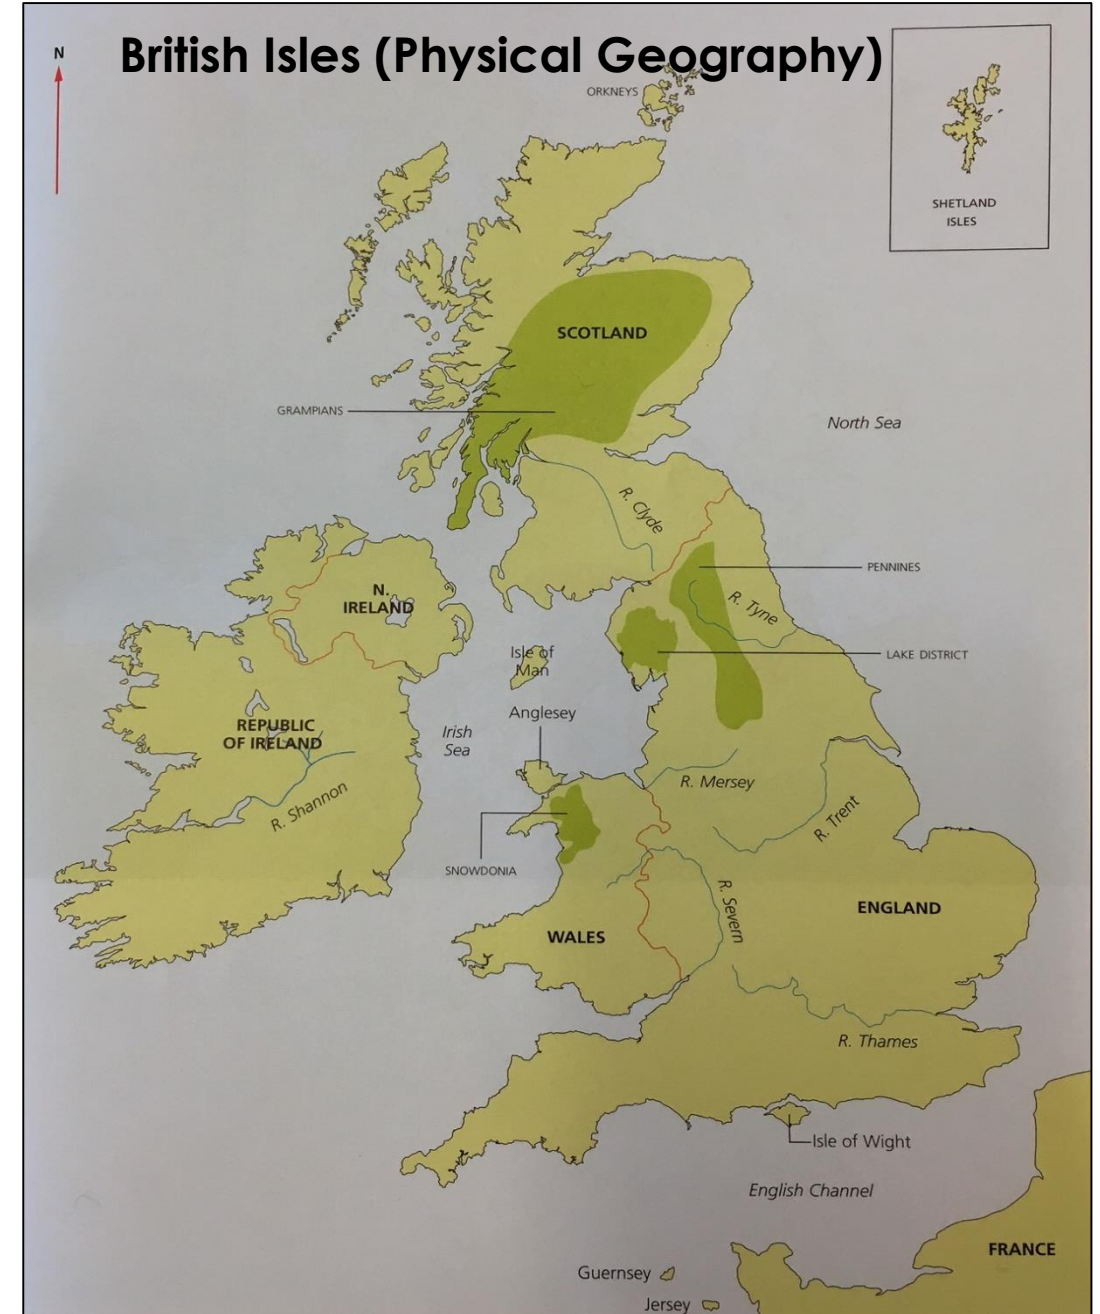 British Isles (Physical Geography)
N
ORKNEYS
SHETLAND
ISLES
SCOTLAND
GRAMPIANS
North Sea
R. Clyde
PENNINES
N.
IRELAND
R. Tyne
Isle of
Man
LAKE DISTRICT
Anglesey
REPUBLIC
OF IRELAND
Irish
Sea
R. Mersey
R. Shannon
R. Trent
SNOWDONIA
R. Severn
ENGLAND
WALES
R. Thames
Isle of Wight
English Channel
FRANCE
Guernsey
Jersey